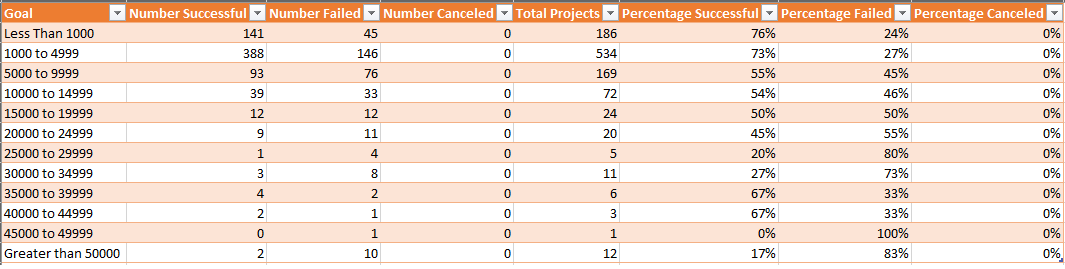 Goal Number Successful Number Failed Number Canceled Total Projects Percentage Successful Percentage Failed Percentage Canceled
Less Than 1000 141 45 0 186 76% 24% 0%
1000 to 4999 388 146 0 534 73% 27% 0%
5000 to 9999 93 76 0 169 55% 45% 0%
10000 to 14999 39 33 0 72 54% 46% 0%
15000 to 19999 12 12 0 24 50% 50% 0%
20000 to 24999 9 11 0 20 45% 55% 0%
25000 to 29999 1 4 0 5 20% 80% 0%
30000 to 34999 3 8 0 11 27% 73% 0%
35000 to 39999 4 2 0 6 67% 33% 0%
40000 to 44999 2 1 0 3 67% 33% 0%
45000 to 49999 0 1 0 1 0% 100% 0%
Greater than 50000 2 10 0 12 17% 83% 0%